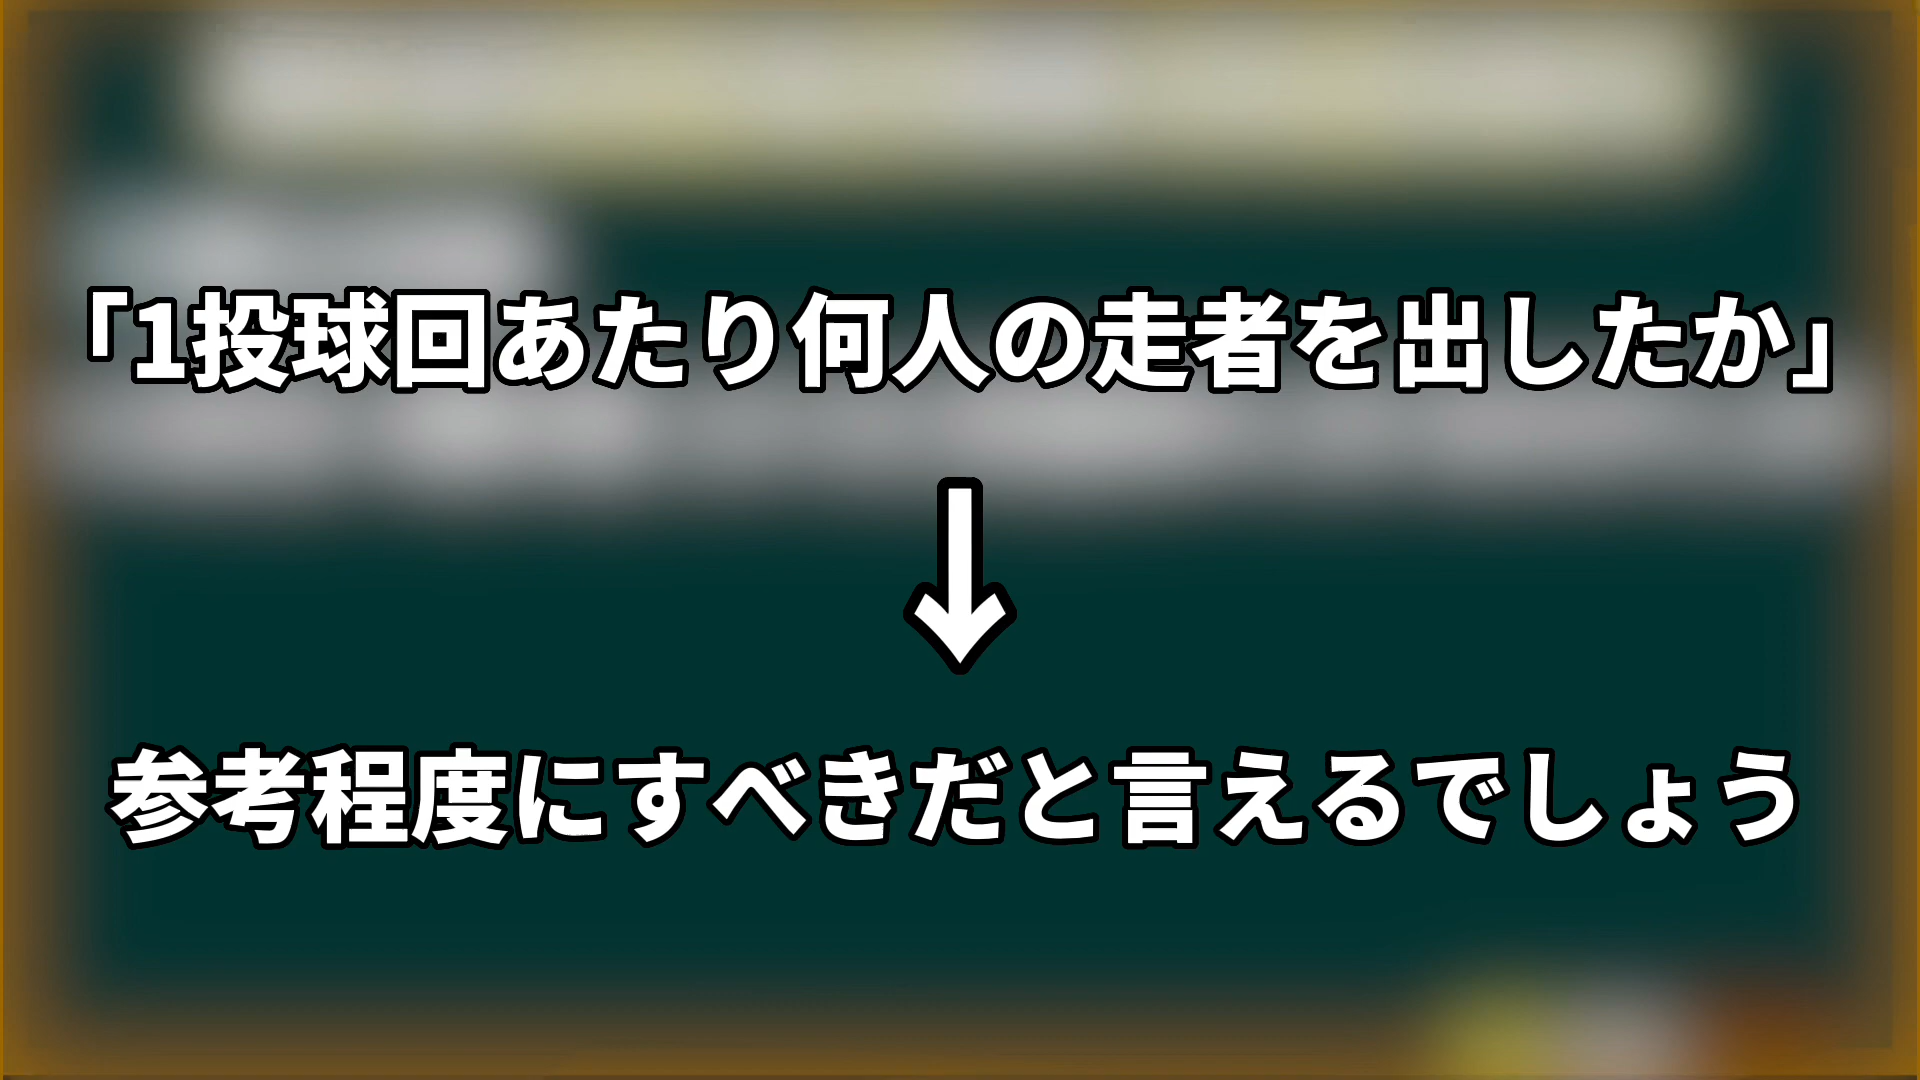 「1投球回あたり何人の走者を出したか」
↓
参考程度にすべきだと言えるでしょう